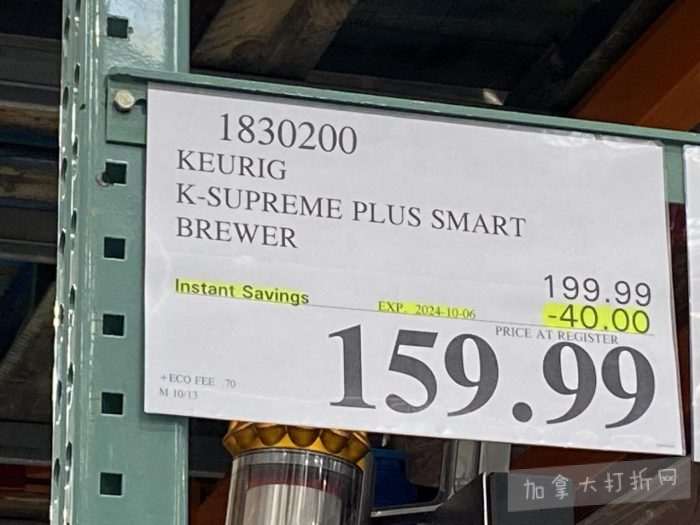 1830200
KEURIG
K-SUPREME PLUS SMART
BREWER
199.99
Instant Savings EXP. 2024-10-06 -40.00
PRICE AT REGISTER
159.99
+ECO FEE .70
M 10/13
加拿大打折网